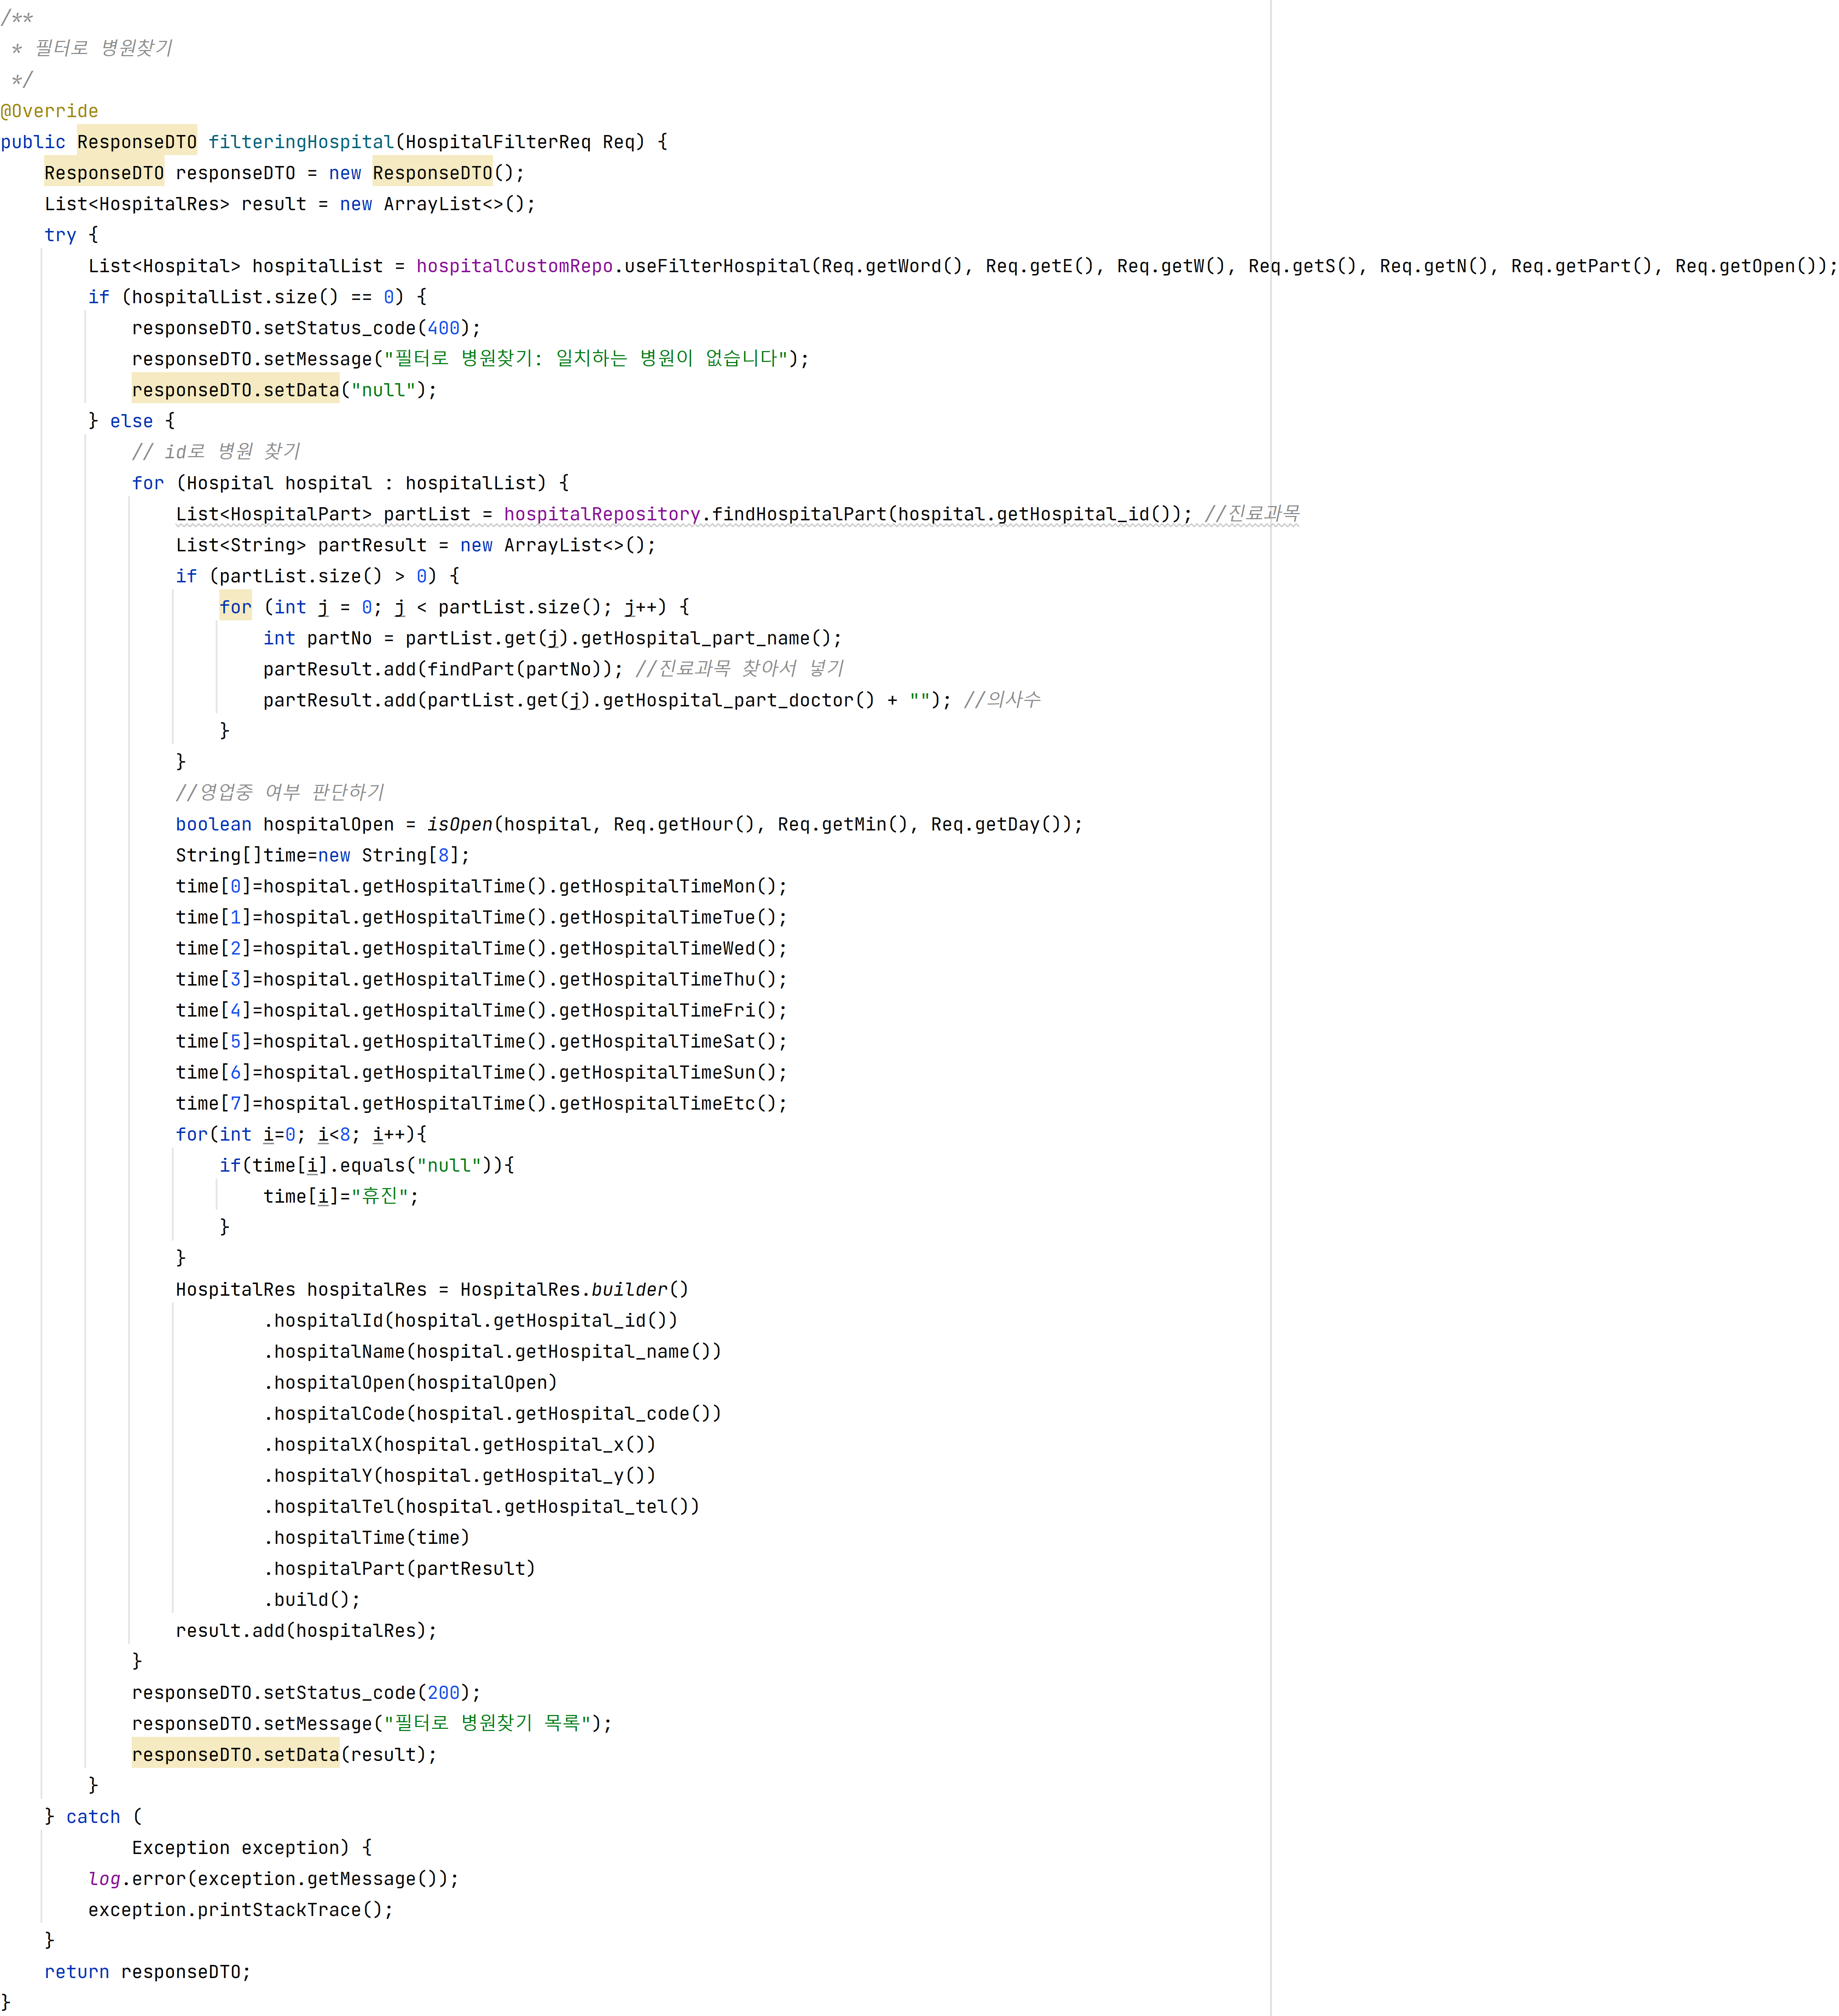 /**
 * 필터로 병원찾기
 */
@Override
public ResponseDTO filteringHospital(HospitalFilterReq Req) {
    ResponseDTO responseDTO = new ResponseDTO();
    List<HospitalRes> result = new ArrayList<>();
    try {
        List<Hospital> hospitalList = hospitalCustomRepo.useFilterHospital(Req.getWord(), Req.getE(), Req.getW(), Req.getS(), Req.getN(), Req.getPart(), Req.getOpen());
        if (hospitalList.size() == 0) {
            responseDTO.setStatus_code(400);
            responseDTO.setMessage("필터로 병원찾기: 일치하는 병원이 없습니다");
            responseDTO.setData("null");
        } else {
            // id로 병원 찾기
            for (Hospital hospital : hospitalList) {
                List<HospitalPart> partList = hospitalRepository.findHospitalPart(hospital.getHospital_id()); //진료과목
                List<String> partResult = new ArrayList<>();
                if (partList.size() > 0) {
                    for (int j = 0; j < partList.size(); j++) {
                        int partNo = partList.get(j).getHospital_part_name();
                        partResult.add(findPart(partNo)); //진료과목 찾아서 넣기
                        partResult.add(partList.get(j).getHospital_part_doctor() + ""); //의사수
                    }
                }
                //영업중 여부 판단하기
                boolean hospitalOpen = isOpen(hospital, Req.getHour(), Req.getMin(), Req.getDay());
                String[]time=new String[8];
                time[0]=hospital.getHospitalTime().getHospitalTimeMon();
                time[1]=hospital.getHospitalTime().getHospitalTimeTue();
                time[2]=hospital.getHospitalTime().getHospitalTimeWed();
                time[3]=hospital.getHospitalTime().getHospitalTimeThu();
                time[4]=hospital.getHospitalTime().getHospitalTimeFri();
                time[5]=hospital.getHospitalTime().getHospitalTimeSat();
                time[6]=hospital.getHospitalTime().getHospitalTimeSun();
                time[7]=hospital.getHospitalTime().getHospitalTimeEtc();
                for(int i=0; i<8; i++){
                    if(time[i].equals("null")){
                        time[i]="휴진";
                    }
                }
                HospitalRes hospitalRes = HospitalRes.builder()
                        .hospitalId(hospital.getHospital_id())
                        .hospitalName(hospital.getHospital_name())
                        .hospitalOpen(hospitalOpen)
                        .hospitalCode(hospital.getHospital_code())
                        .hospitalX(hospital.getHospital_x())
                        .hospitalY(hospital.getHospital_y())
                        .hospitalTel(hospital.getHospital_tel())
                        .hospitalTime(time)
                        .hospitalPart(partResult)
                        .build();
                result.add(hospitalRes);
            }
            responseDTO.setStatus_code(200);
            responseDTO.setMessage("필터로 병원찾기 목록");
            responseDTO.setData(result);
        }
    } catch (
            Exception exception) {
        log.error(exception.getMessage());
        exception.printStackTrace();
    }
    return responseDTO;
}